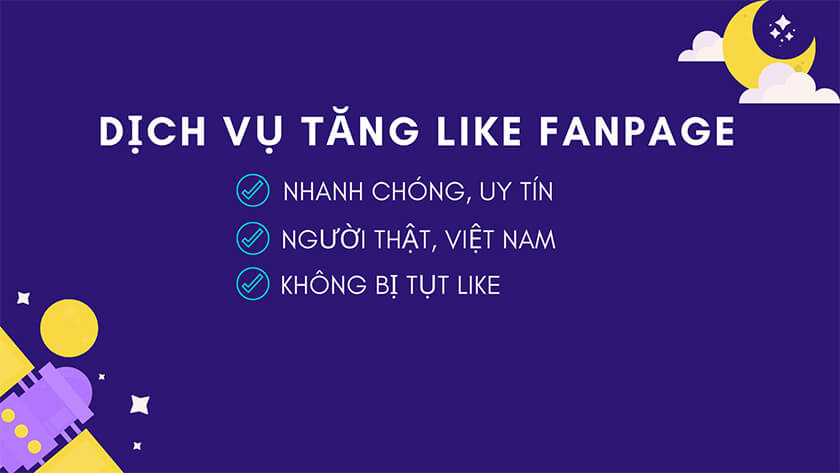 DỊCH VỤ TĂNG LIKE FANPAGE
NHANH CHÓNG, UY TÍN
NGƯỜI THẬT, VIỆT NAM
KHÔNG BỊ TỤT LIKE